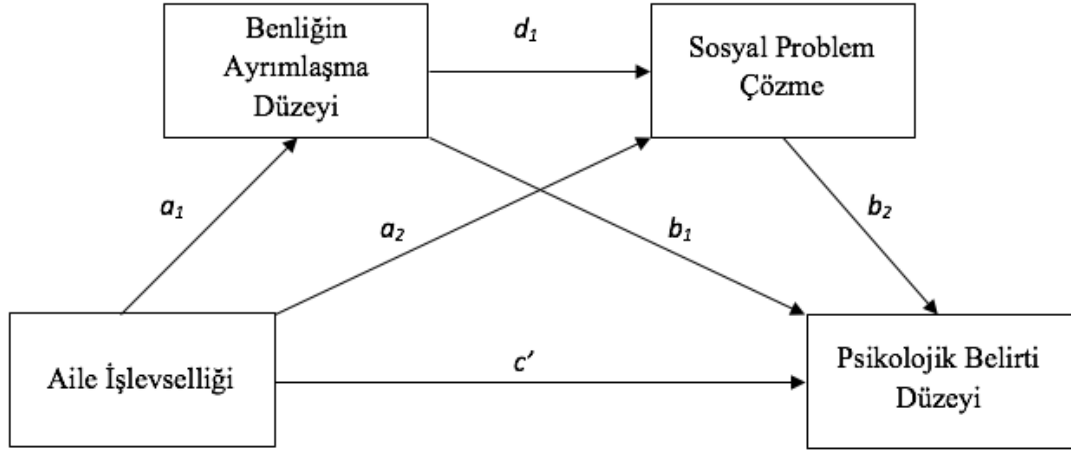 Benliğin
Ayrımlaşma
Düzeyi
d₁
Sosyal Problem
Çözme
a₁
a₂
b₁
b₂
Aile İşlevselliği
c’
Psikolojik Belirti
Düzeyi